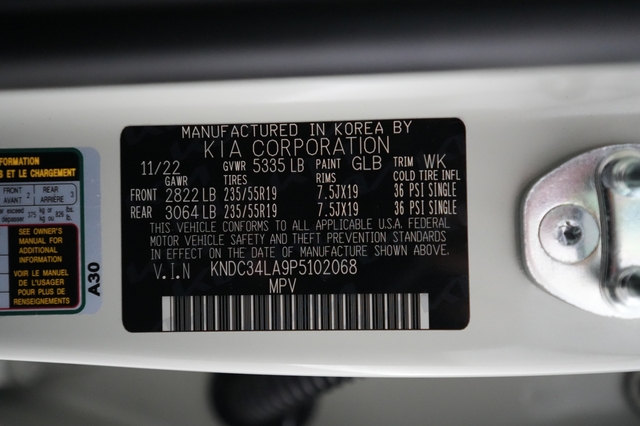 MANUFACTURED IN KOREA BY
KIA CORPORATION
11/22 GVWR 5335 LB PAINT GLB TRIM WK
GAWR TIRES COLD TIRE INFL
FRONT 2822 LB 235/55R19 7.5JX19 36 PSI SINGLE
REAR 3064 LB 235/55R19 7.5JX19 36 PSI SINGLE
THIS VEHICLE CONFORMS TO ALL APPLICABLE U.S.A. FEDERAL
MOTOR VEHICLE SAFETY AND THEFT PREVENTION STANDARDS
IN EFFECT ON THE DATE OF MANUFACTURE SHOWN ABOVE.
V.I.N KNDC34LA9P5102068
MPV
FORMATION
S ET LE CHARGEMENT
FRONT 2 REAR 3
AVANT ARRIÈRE
SEE OWNER'S
MANUAL FOR
ADDITIONAL
INFORMATION
VOIR LE MANUEL
DE L'USAGER
POUR PLUS DE
RENSEIGNEMENTS
A30